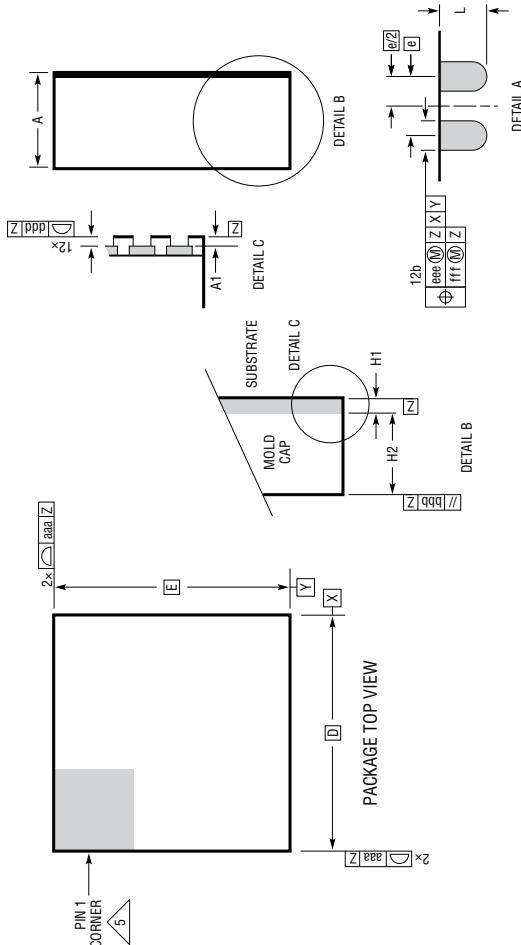 PIN 1
CORNER
5
2×
⌓ aaa Z
E
Y
X
D
2×
⌓ aaa Z
PACKAGE TOP VIEW
MOLD
CAP
SUBSTRATE
DETAIL C
H1
H2
Z
// bbb Z
DETAIL B
12×
⌓ ddd Z
Z
A1
DETAIL C
A
DETAIL B
e/2
e
L
12b
⌖ eee Ⓜ Z X Y
fff Ⓜ Z
DETAIL A